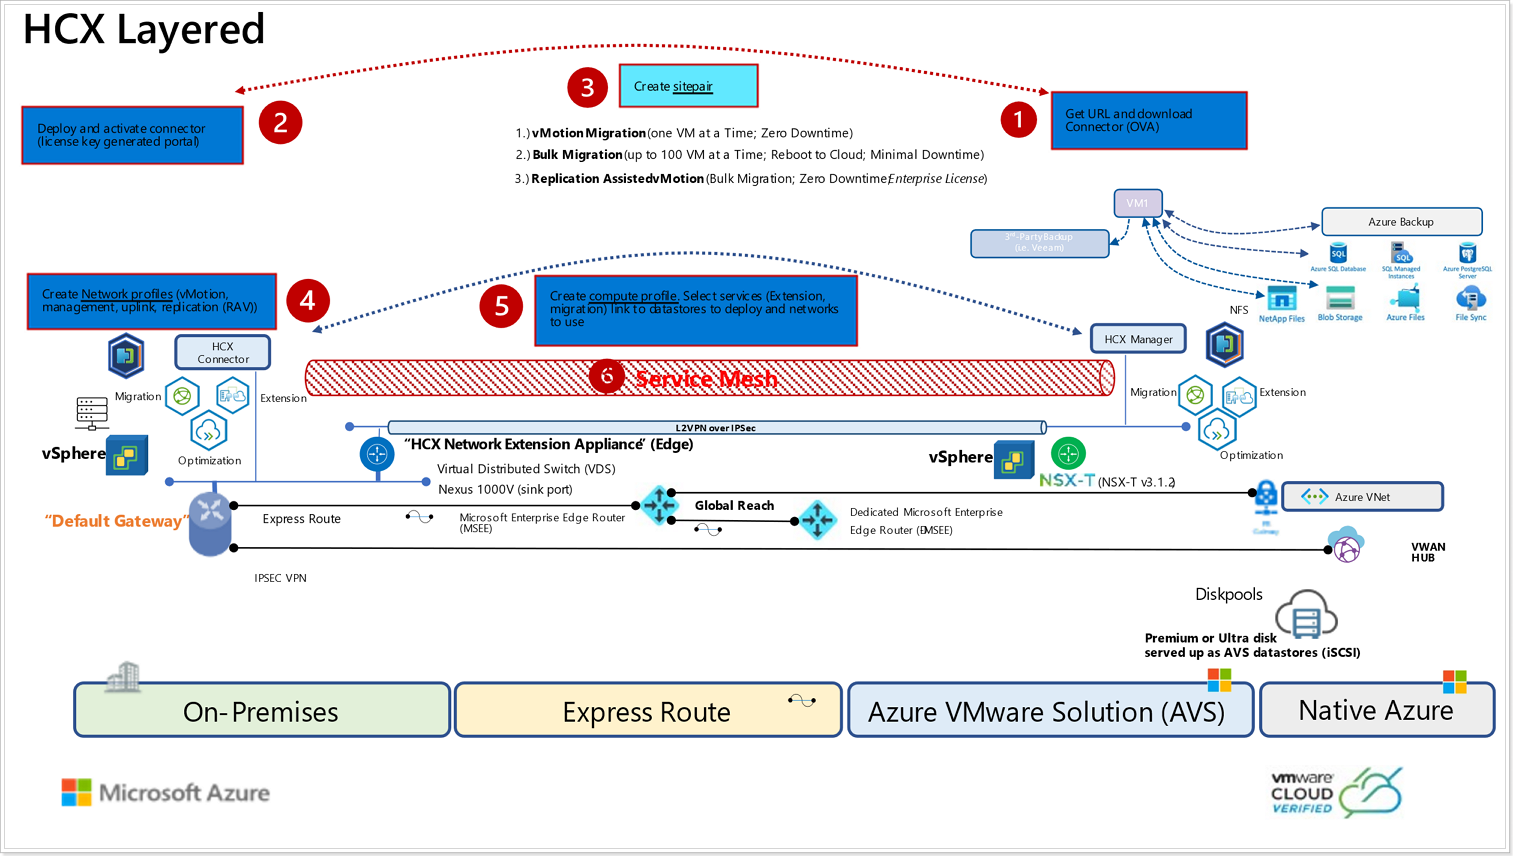 HCX Layered
3
Create sitepair
Deploy and activate connector
(license key generated portal)
2
1
Get URL and download
Connector (OVA)
1.) vMotion Migration (one VM at a Time; Zero Downtime)
2.) Bulk Migration (up to 100 VM at a Time; Reboot to Cloud; Minimal Downtime)
3.) Replication AssistedvMotion (Bulk Migration; Zero Downtime; Enterprise License)
VM1
3rd-Party Backup
(i.e. Veeam)
Azure Backup
Azure SQL Database
SQL Managed
Instances
Azure PostgreSQL
Server
NFS
NetApp Files
Blob Storage
Azure Files
File Sync
Create Network profiles (vMotion,
management, uplink, replication (RAV))
4
5
Create compute profile. Select services (Extension,
migration) link to datastores to deploy and networks
to use
HCX
Connector
HCX Manager
6
Service Mesh
Migration
Extension
Optimization
Migration
Extension
Optimization
L2VPN over IPSec
vSphere
"HCX Network Extension Appliance" (Edge)
Virtual Distributed Switch (VDS)
Nexus 1000V (sink port)
vSphere
NSX-T (NSX-T v3.1.2)
"Default Gateway"
Express Route
Microsoft Enterprise Edge Router
(MSEE)
Global Reach
Dedicated Microsoft Enterprise
Edge Router (DMSEE)
Azure VNet
Gateway
IPSEC VPN
VWAN
HUB
Diskpools
Premium or Ultra disk
served up as AVS datastores (iSCSI)
On-Premises
Express Route
Azure VMware Solution (AVS)
Native Azure
Microsoft Azure
vmware
CLOUD
VERIFIED